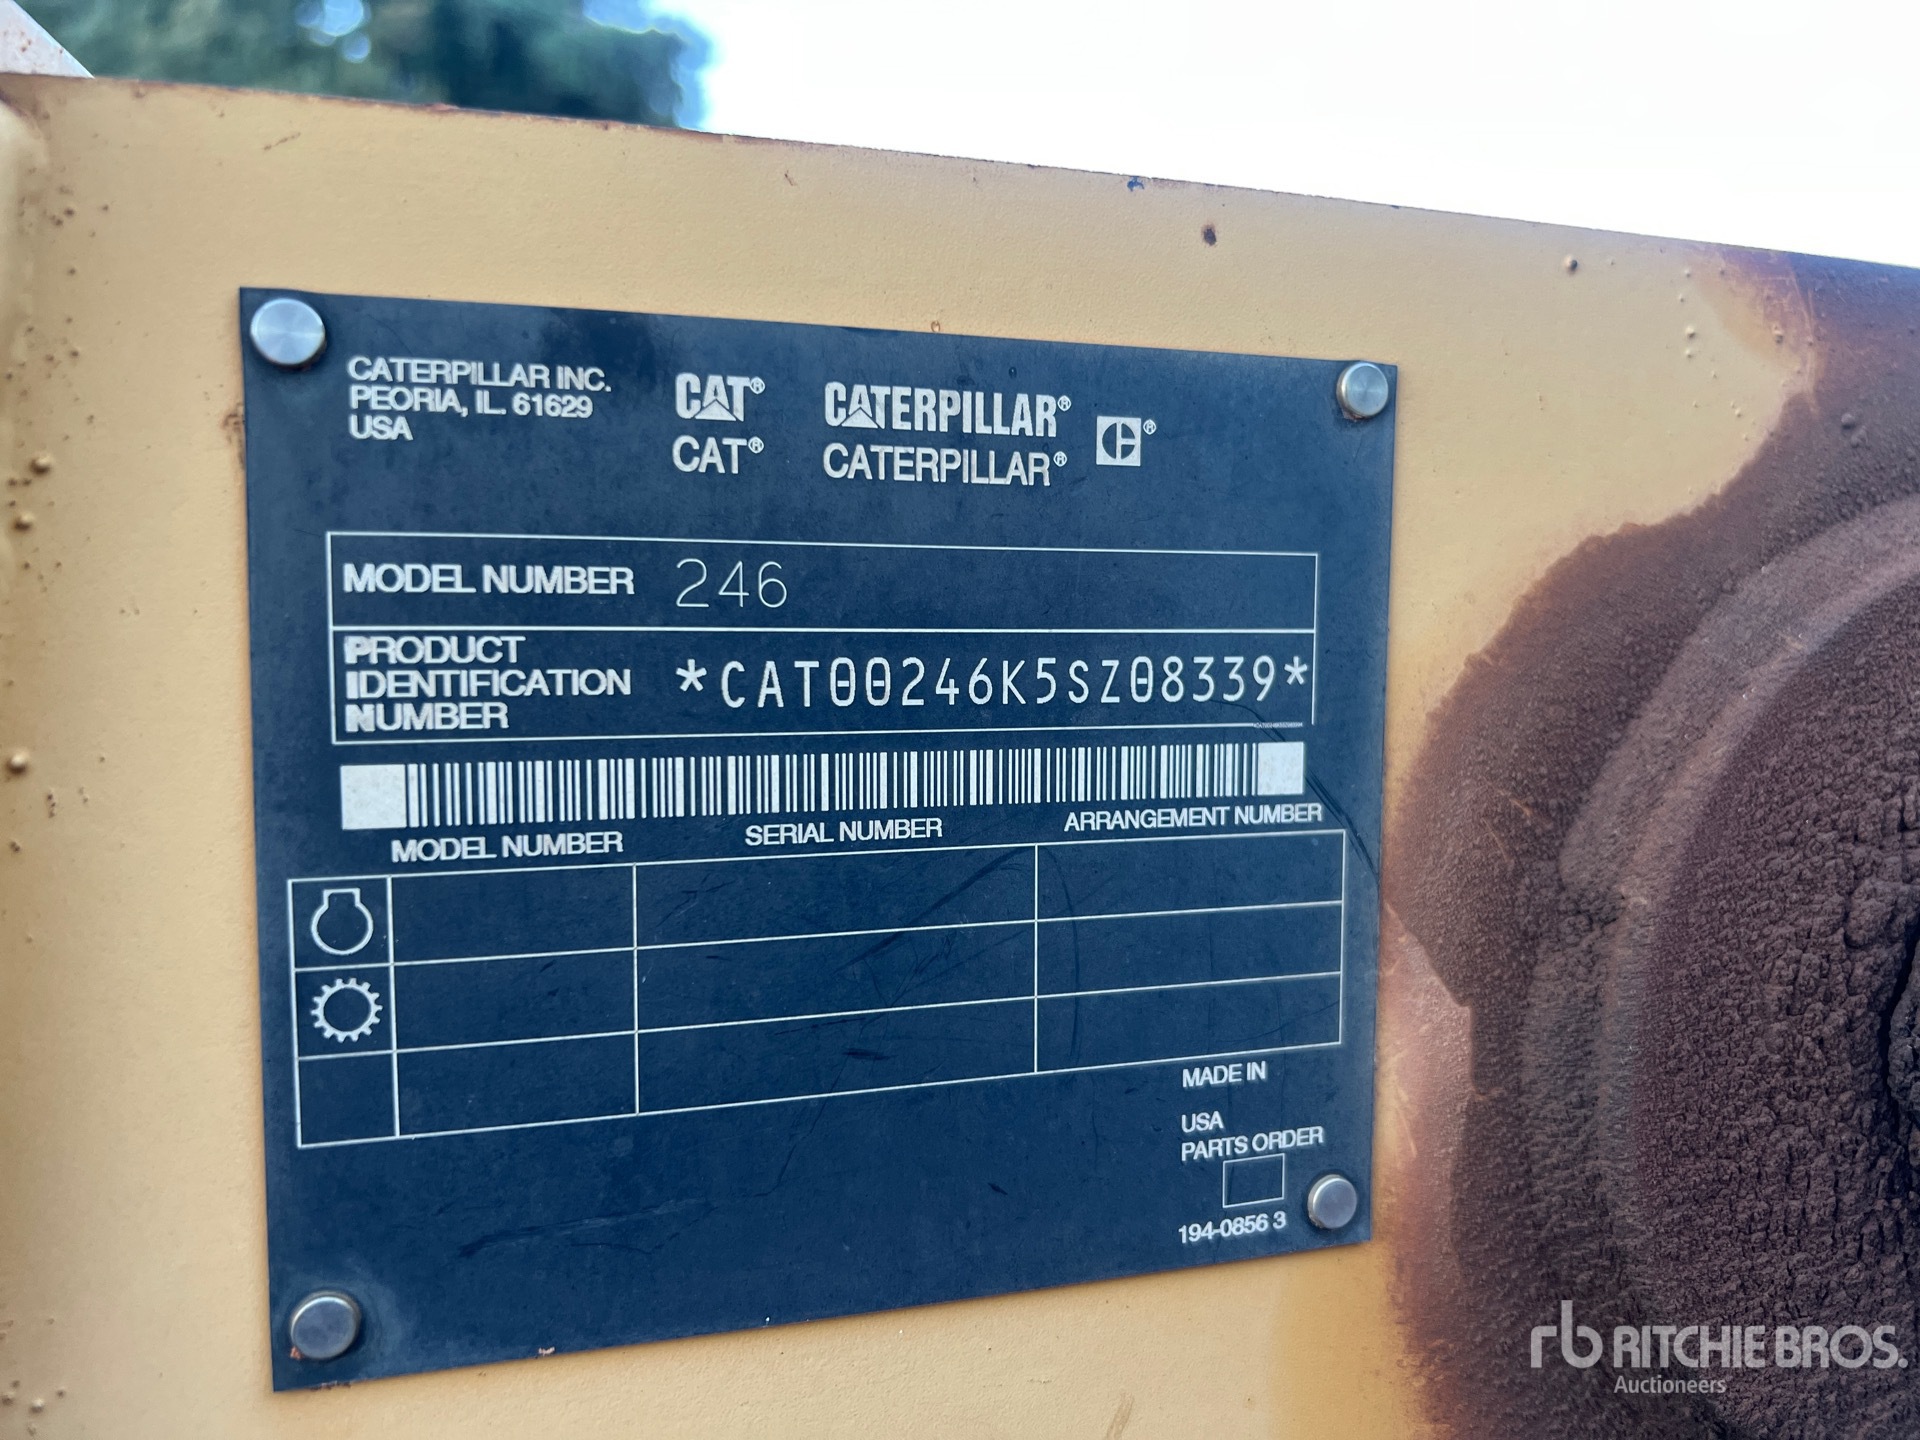 CATERPILLAR INC.
PEORIA, IL 61629
USA
CAT® CATERPILLAR® ®
CAT® CATERPILLAR®
MODEL NUMBER 246
PRODUCT
IDENTIFICATION
NUMBER
*CAT00246K5SZ08339*
MODEL NUMBER SERIAL NUMBER ARRANGEMENT NUMBER
MADE IN
USA
PARTS ORDER
194-0856 3
rb RITCHIE BROS.
Auctioneers